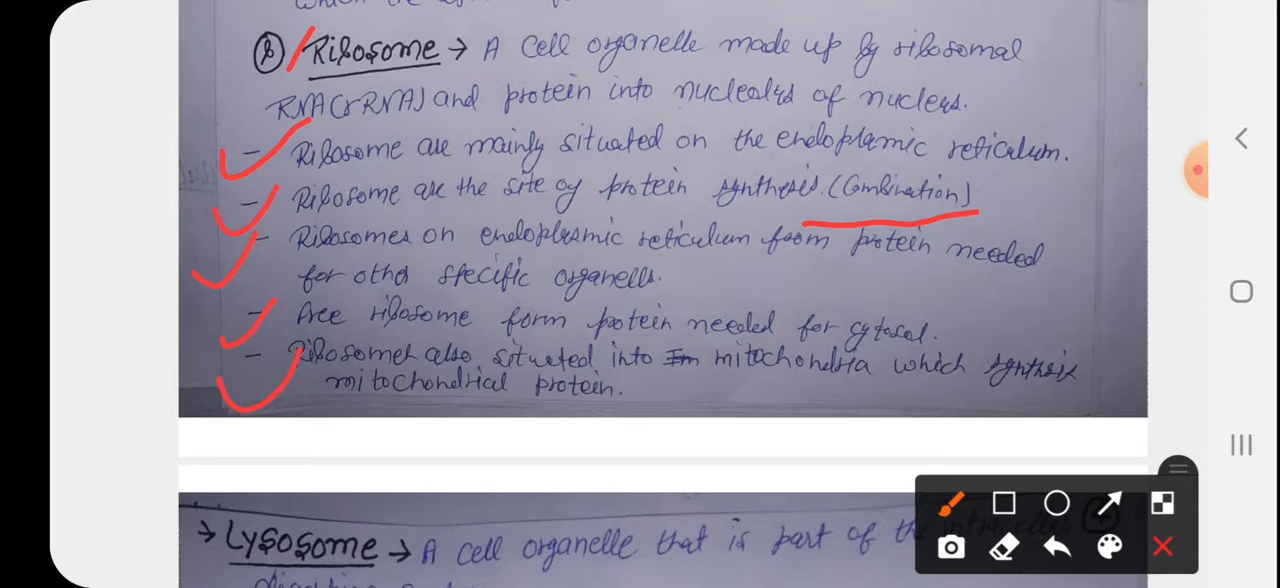 (B) Ribosome → A cell organelle made up by ribosomal
RNA(rRNA) and protein into nucleolus of nucleus.
- Ribosome are mainly situated on the endoplamic reticulum.
- Ribosome are the site of protein synthesis. (Combination)
- Ribosomes on endoplasmic reticulum from protein needed
for other specific organells.
- Free ribosome form protein needed for cytosol.
- Ribosomes also situated into mitochondria which synthesis
mitochondrial protein.
→ Lysosome → A cell organelle that is part of the